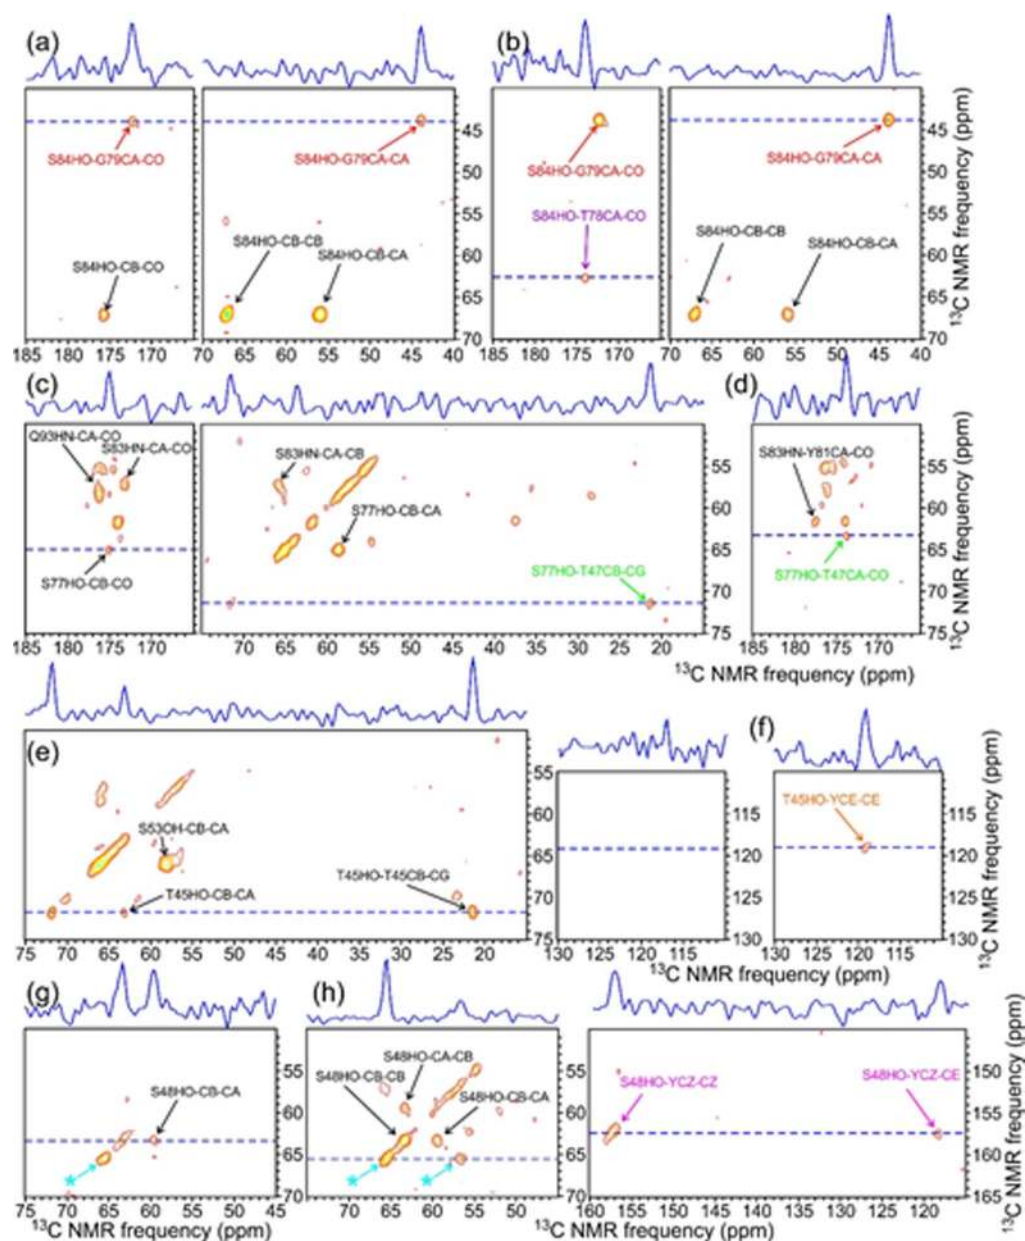 (a)
(b)
S84HO-G79CA-CO
S84HO-G79CA-CA
S84HO-CB-CO
S84HO-CB-CB
S84HO-CB-CA
S84HO-G79CA-CO
S84HO-T78CA-CO
S84HO-G79CA-CA
S84HO-CB-CB
S84HO-CB-CA
45
50
55
60
65
70
13C NMR frequency (ppm)
185 180 170
70 65 60 55 50 45 40
185 180 170
70 65 60 55 50 45 40
(c)
(d)
Q93HN-CA-CO
S83HN-CA-CO
S77HO-CB-CO
S83HN-CA-CB
S77HO-CB-CA
S77HO-T47CB-CG
S83HN-Y81CA-CO
S77HO-T47CA-CO
55
60
65
70
75
55
60
65
70
75
13C NMR frequency (ppm)
185 180 170
65 60 55 50 45 40 35 30 25 20
185 180 170
13C NMR frequency (ppm)
(e)
(f)
S53OH-CB-CA
T45HO-CB-CA
T45HO-T45CB-CG
T45HO-YCE-CE
55
60
65
70
75
115
120
125
130
115
120
125
130
13C NMR frequency (ppm)
75 70 65 60 55 50 45 40 35 30 25 20
130 125 115
130 125 115
13C NMR frequency (ppm)
(g)
(h)
S48HO-CB-CA
S48HO-CA-CB
S48HO-CB-CB
S48HO-CB-CA
S48HO-YCZ-CZ
S48HO-YCZ-CE
55
60
65
70
55
60
65
70
150
155
160
165
13C NMR frequency (ppm)
75 70 65 60 55 50 45
70 65 60 55 50
160 155 150 145 140 135 130 125 120
13C NMR frequency (ppm)
13C NMR frequency (ppm)